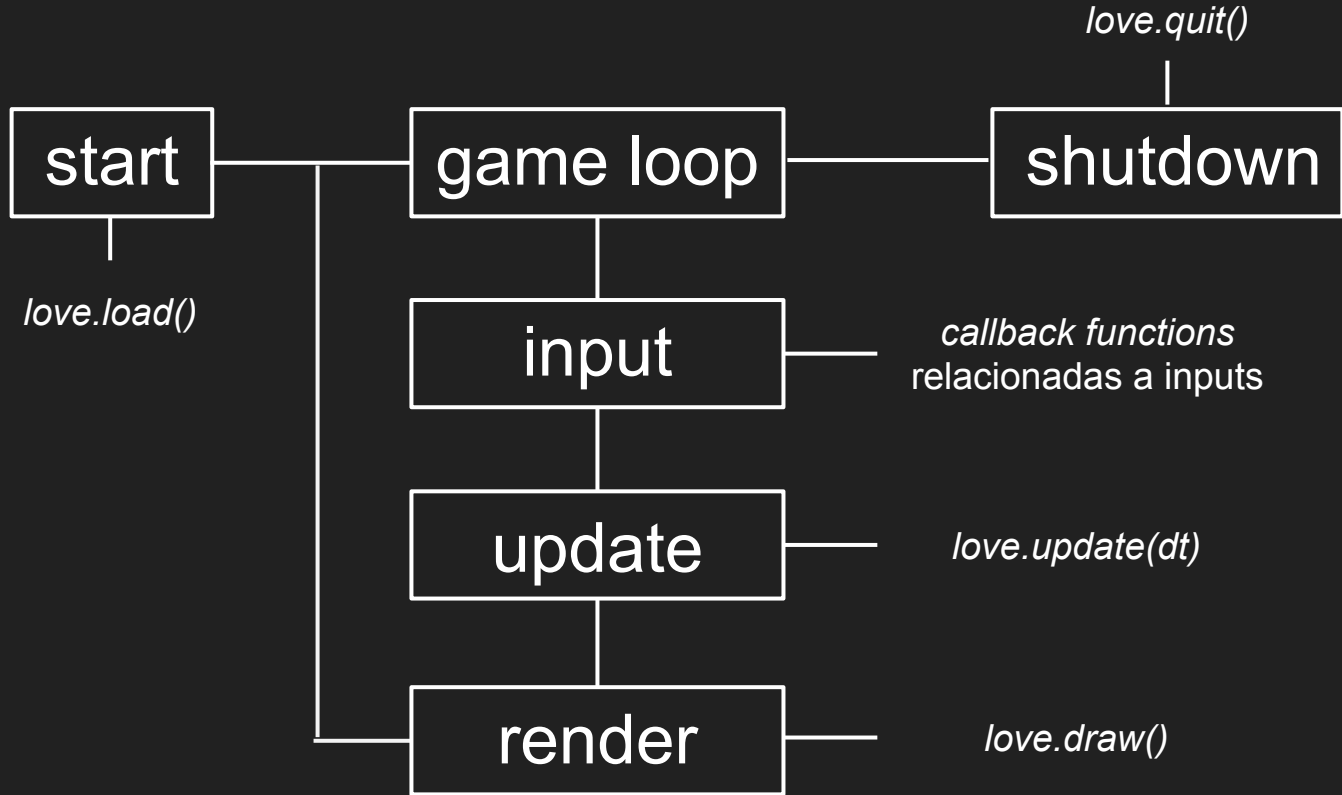 love.quit()
start
game loop
shutdown
love.load()
input
callback functions
relacionadas a inputs
update
love.update(dt)
render
love.draw()